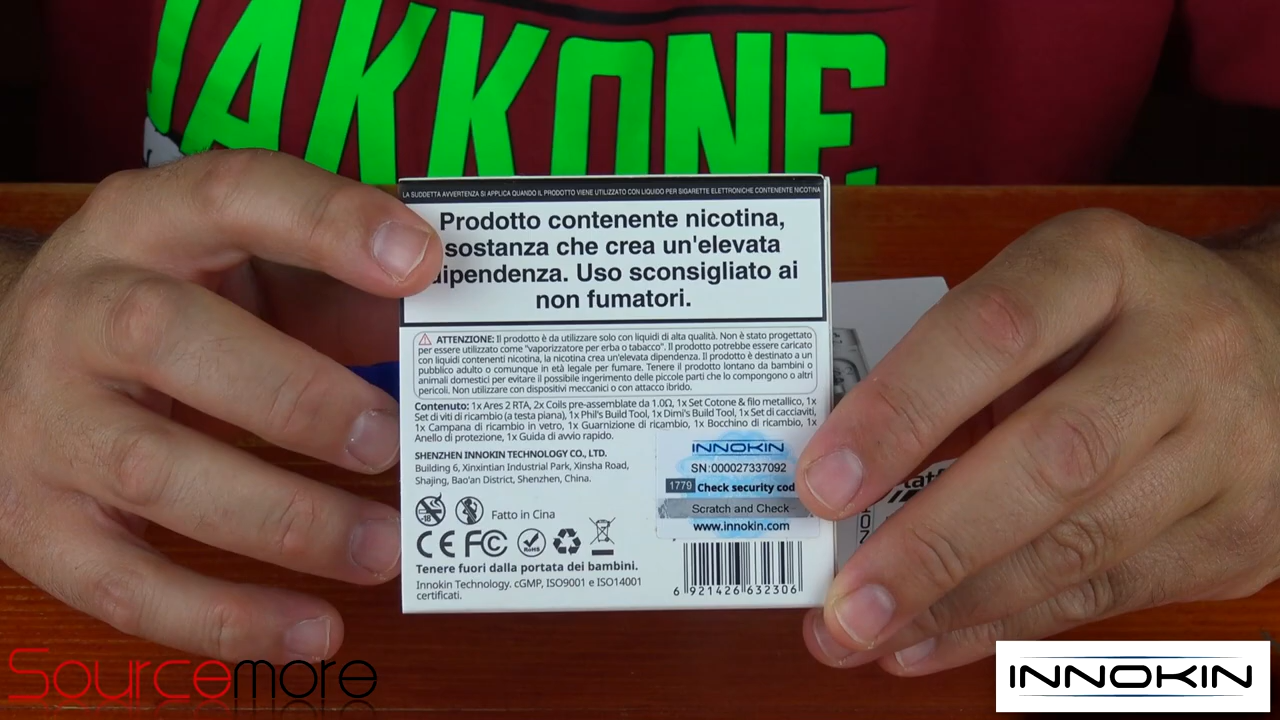 JAKKONE
LA SUDDETTA AVVERTENZA SI APPLICA QUANDO IL PRODOTTO VIENE UTILIZZATO CON LIQUIDO PER SIGARETTE ELETTRONICHE CONTENENTE NICOTINA
Prodotto contenente nicotina,
sostanza che crea un'elevata
dipendenza. Uso sconsigliato ai
non fumatori.
ATTENZIONE: Il prodotto è da utilizzare solo con liquidi di alta qualità. Non è stato progettato
per essere utilizzato come "vaporizzatore per erba o tabacco". Il prodotto potrebbe essere caricato
con liquidi contenenti nicotina, la nicotina crea un'elevata dipendenza. Il prodotto è destinato a un
pubblico adulto o comunque in età legale per fumare. Tenere il prodotto lontano da bambini o
animali domestici per evitare il possibile ingerimento delle piccole parti che lo compongono o altri
pericoli. Non utilizzare con dispositivi meccanici o con attacco ibrido.
Contenuto: 1x Ares 2 RTA, 2x Coils pre-assemblate da 1.0Ω, 1x Set Cotone & filo metallico, 1x
Set di viti di ricambio (a testa piana), 1x Phil's Build Tool, 1x Dimi's Build Tool, 1x Set di cacciaviti,
1x Campana di ricambio in vetro, 1x Guarnizione di ricambio, 1x Bocchino di ricambio, 1x
Anello di protezione, 1x Guida di avvio rapido.
SHENZHEN INNOKIN TECHNOLOGY CO., LTD.
Building 6, Xinxintian Industrial Park, Xinsha Road,
Shajing, Bao'an District, Shenzhen, China.
INNOKIN
SN:000027337092
1779 Check security cod
Scratch and Check
www.innokin.com
-18
Fatto in Cina
CE FC RoHS
Tenere fuori dalla portata dei bambini.
Innokin Technology. cGMP, ISO9001 e ISO14001
certificati.
6 921426 632306
Sourcemore
INNOKIN